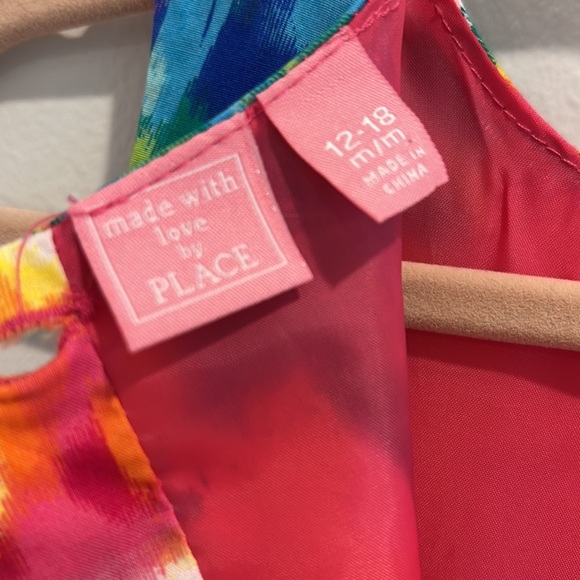 made with
love
by
PLACE
12-18
m/m
MADE IN
CHINA